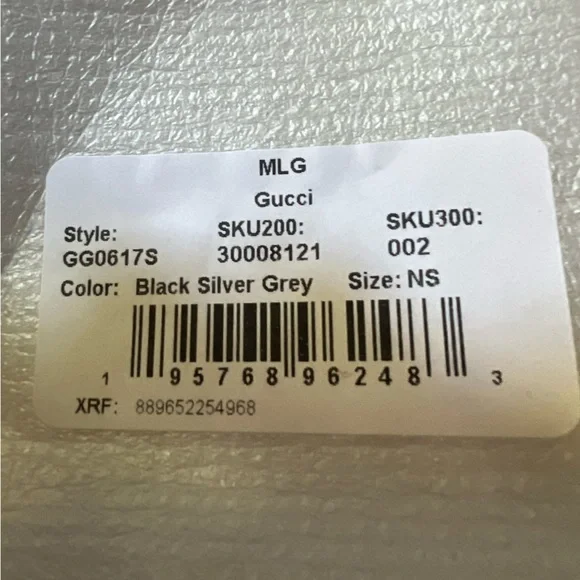 MLG
Gucci
Style: SKU200: SKU300:
GG0617S 30008121 002
Color: Black Silver Grey Size: NS
1 95768 96248 3
XRF: 889652254968